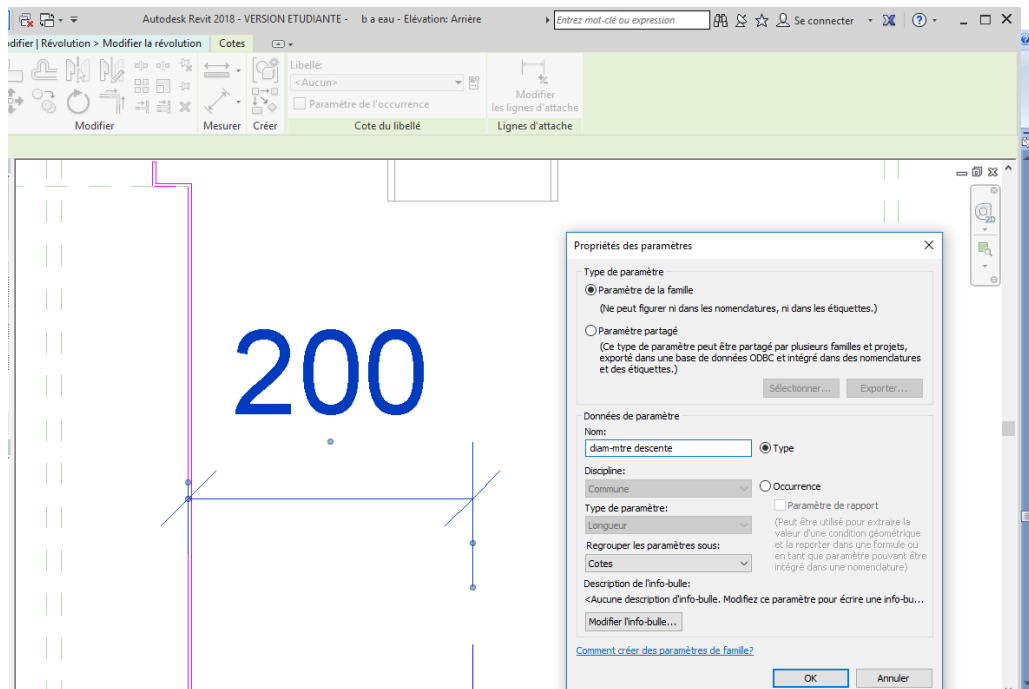 Autodesk Revit 2018 - VERSION ETUDIANTE - b a eau - Elévation: Arrière
Entrez mot-clé ou expression
Se connecter
odifier | Révolution > Modifier la révolution Cotes
Libellé:
<Aucun>
Paramètre de l'occurrence
Modifier
les lignes d'attache
Modifier Mesurer Créer Cote du libellé Lignes d'attache
2D
200
Propriétés des paramètres
Type de paramètre
Paramètre de la famille
(Ne peut figurer ni dans les nomenclatures, ni dans les étiquettes.)
Paramètre partagé
(Ce type de paramètre peut être partagé par plusieurs familles et projets,
exporté dans une base de données ODBC et intégré dans des nomenclatures
et des étiquettes.)
Sélectionner... Exporter...
Données de paramètre
Nom:
diam-mtre descente
Type
Discipline:
Commune
Occurrence
Paramètre de rapport
Type de paramètre:
Longueur
(Peut être utilisé pour extraire la
valeur d'une condition géométrique
et la reporter dans une formule ou
en tant que paramètre pouvant être
intégré dans une nomenclature)
Regrouper les paramètres sous:
Cotes
Description de l'info-bulle:
<Aucune description d'info-bulle. Modifiez ce paramètre pour écrire une info-bu...
Modifier l'info-bulle...
Comment créer des paramètres de famille?
OK Annuler